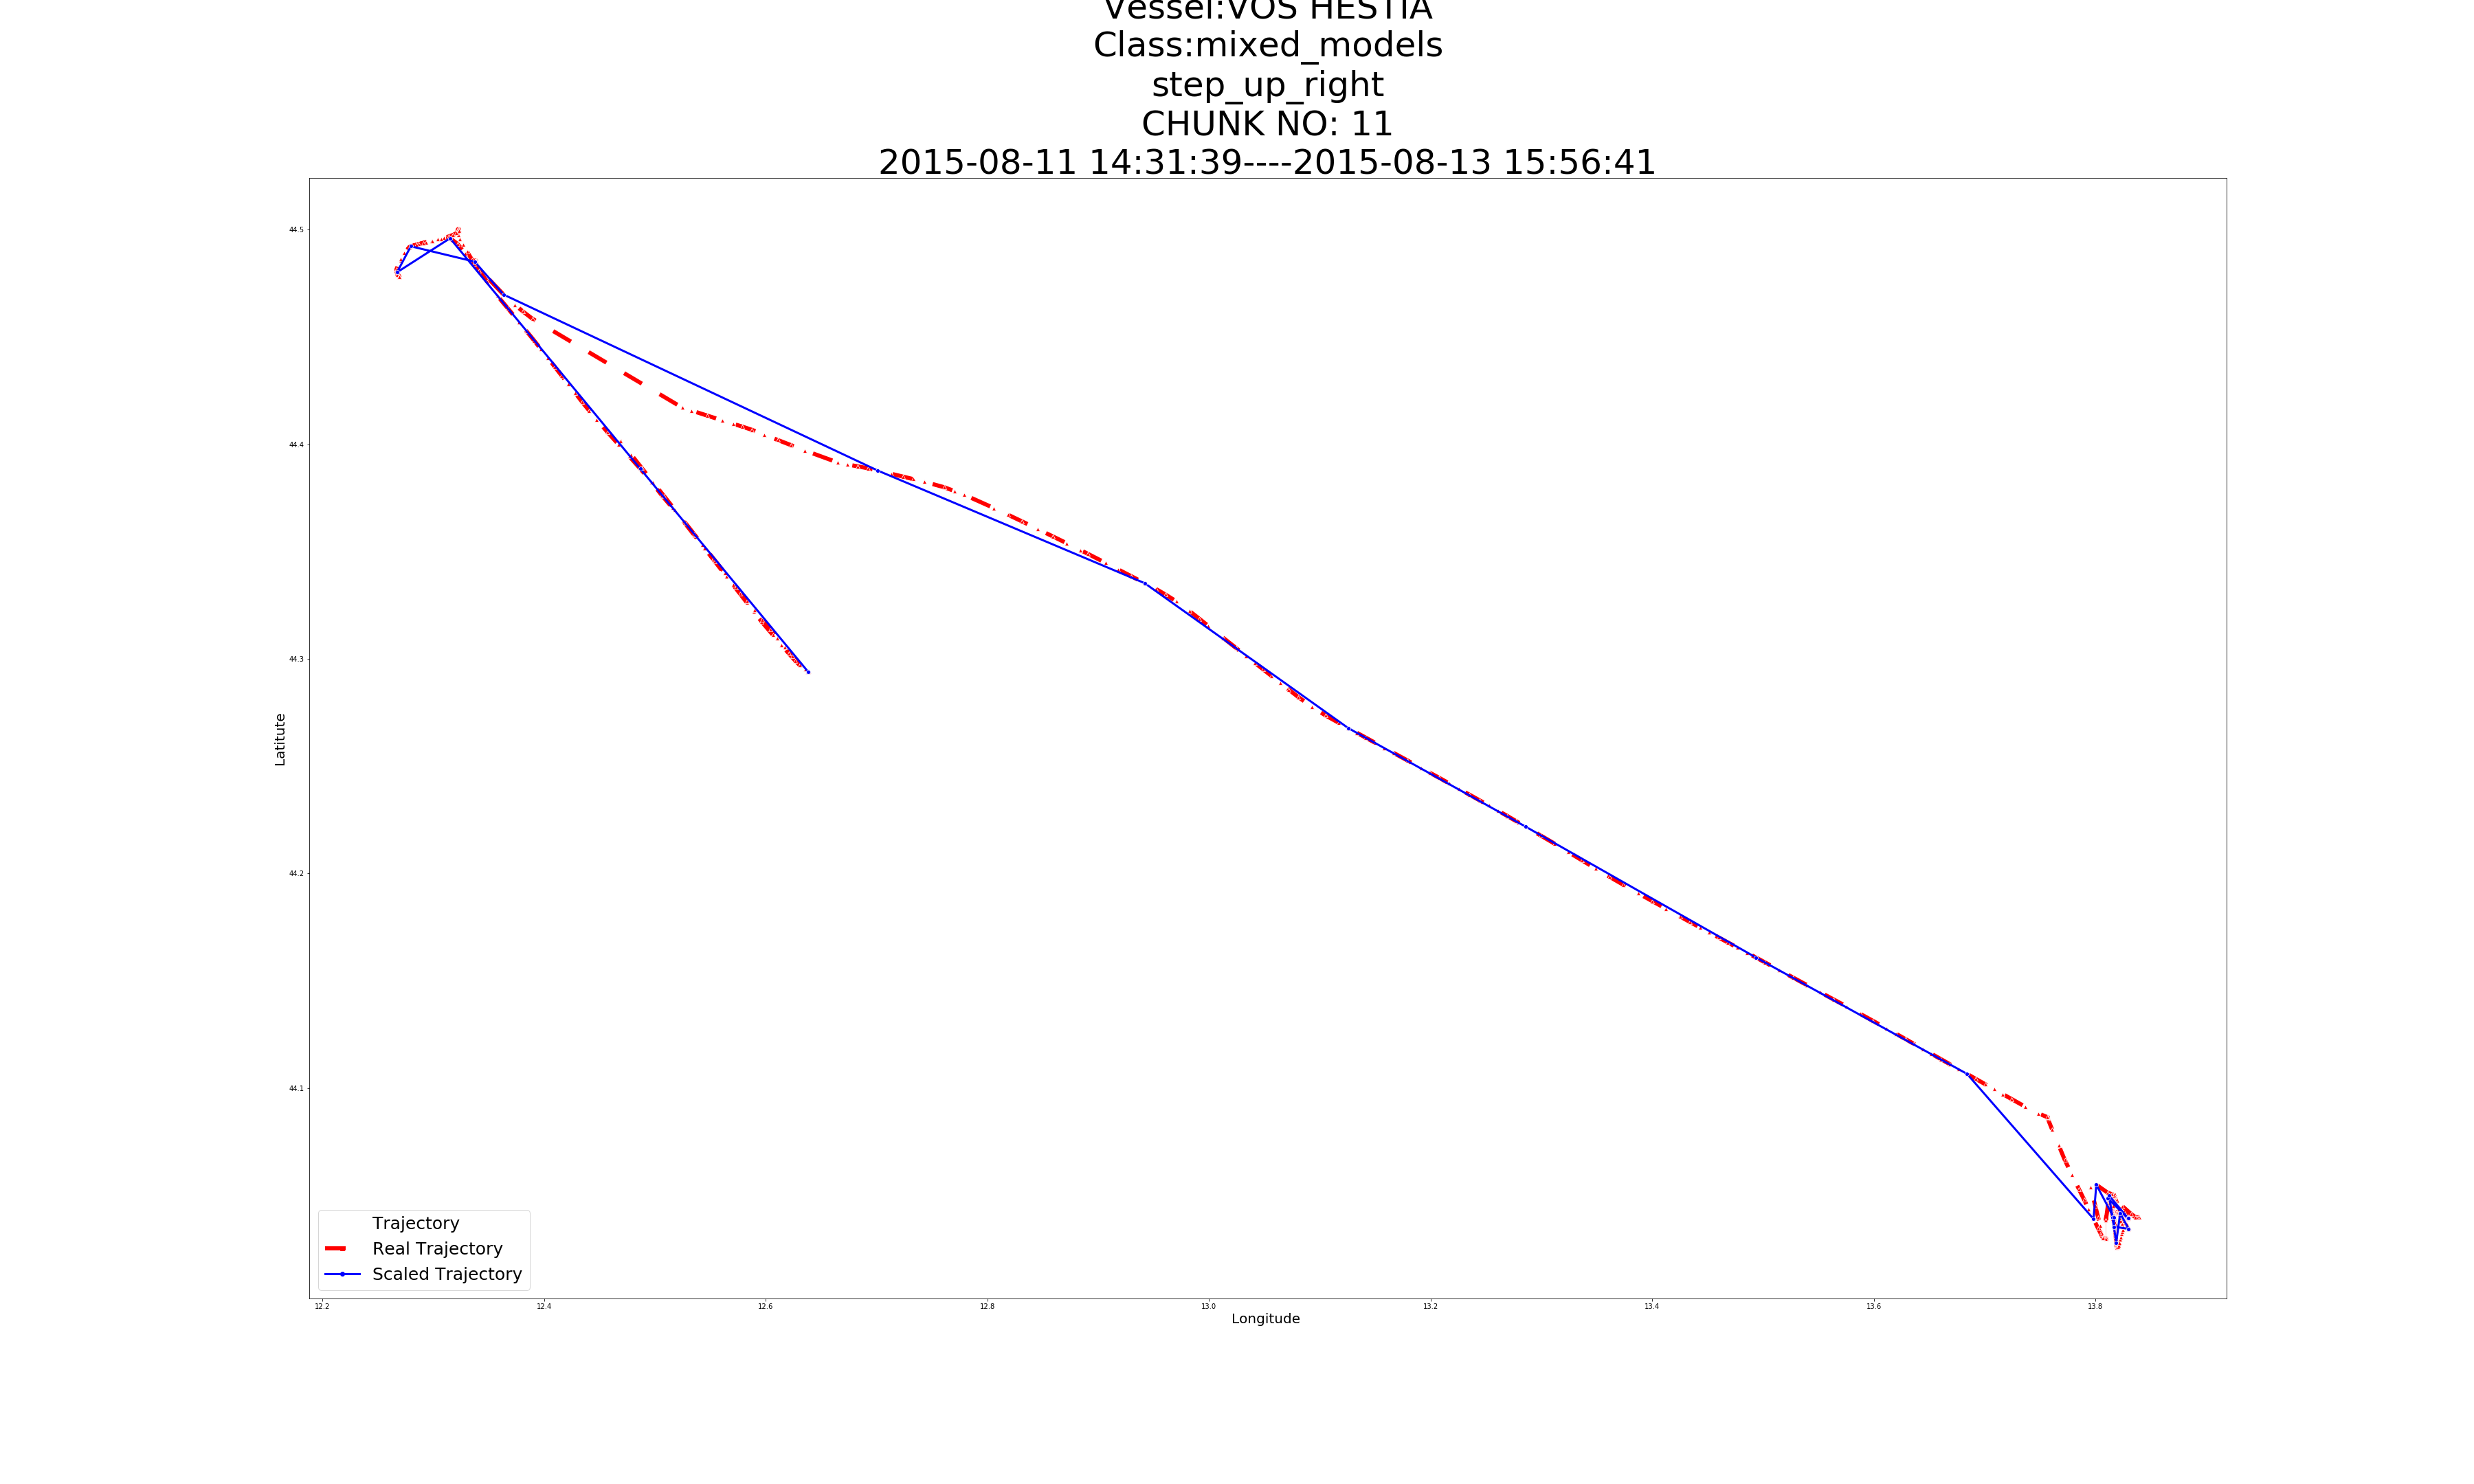 Vessel:VOS HESTIA
Class:mixed_models
step_up_right
CHUNK NO: 11
2015-08-11 14:31:39----2015-08-13 15:56:41
44.5
44.4
44.3
44.2
44.1
Latitute
Trajectory
Real Trajectory
Scaled Trajectory
12.2 12.4 12.6 12.8 13.0 13.2 13.4 13.6 13.8
Longitude